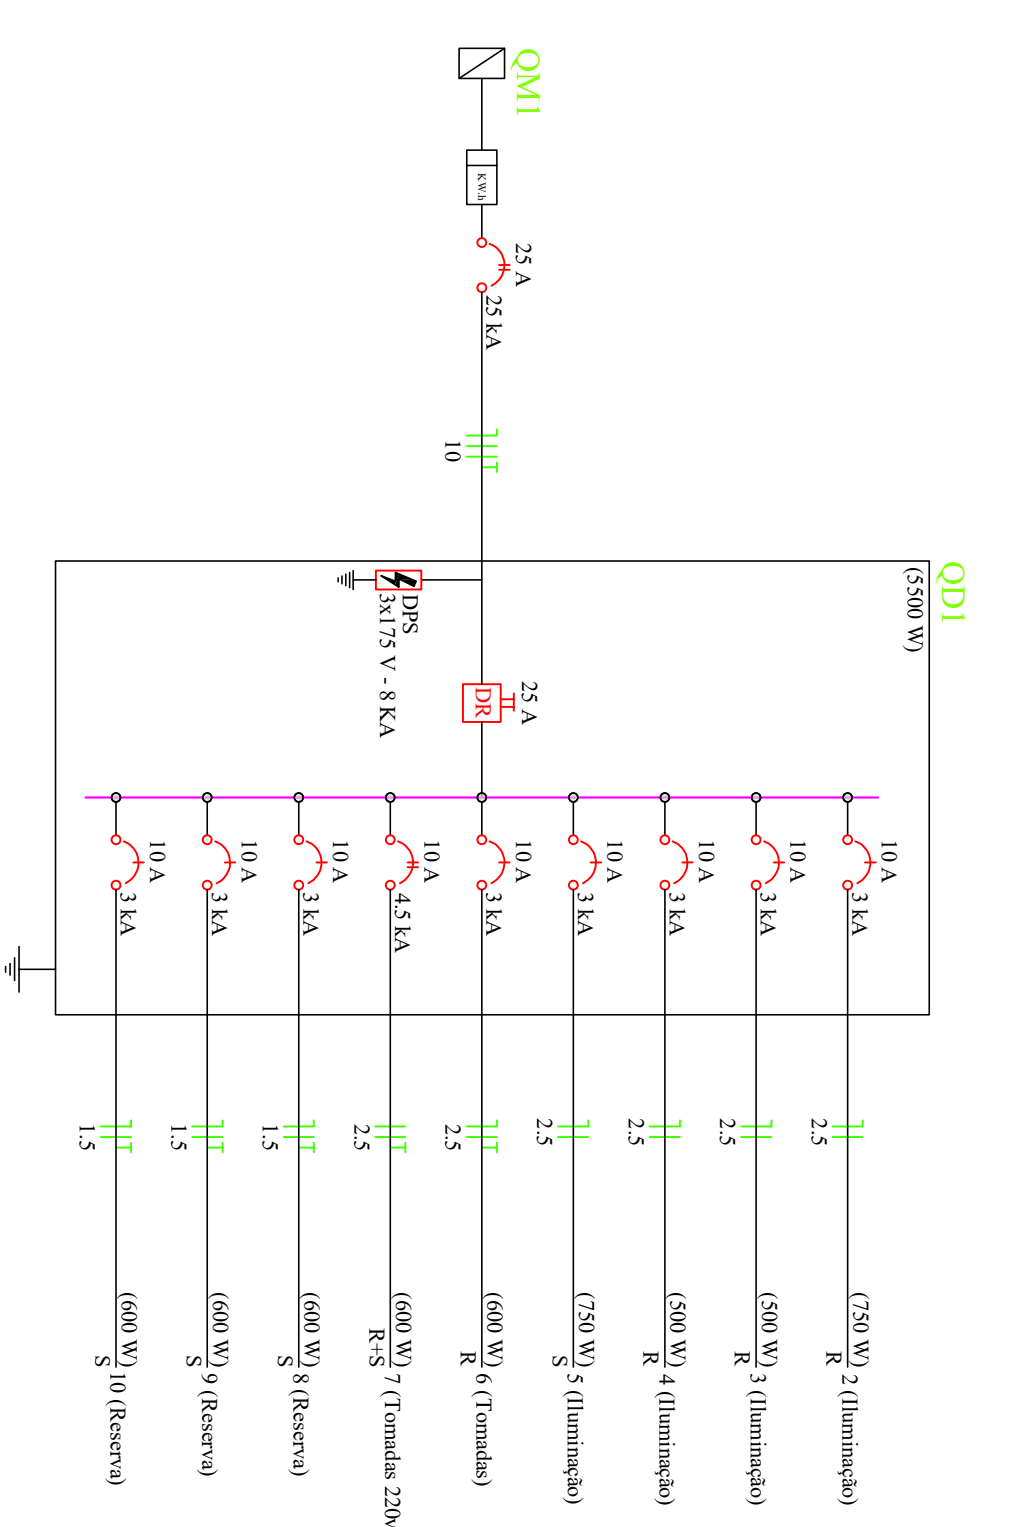 QM1
KW.h
25 A
25 kA
10
QD1
(5500 W)
DPS
3x175 V - 8 KA
DR
25 A
10 A
3 kA
2.5
(750 W)
R
2 (Iluminação)
10 A
3 kA
2.5
(500 W)
R
3 (Iluminação)
10 A
3 kA
2.5
(500 W)
R
4 (Iluminação)
10 A
3 kA
2.5
(750 W)
S
5 (Iluminação)
10 A
3 kA
2.5
(600 W)
R
6 (Tomadas)
10 A
4.5 kA
2.5
(600 W)
R+S
7 (Tomadas 220v
10 A
3 kA
1.5
(600 W)
S
8 (Reserva)
10 A
3 kA
1.5
(600 W)
S
9 (Reserva)
10 A
3 kA
1.5
(600 W)
S
10 (Reserva)